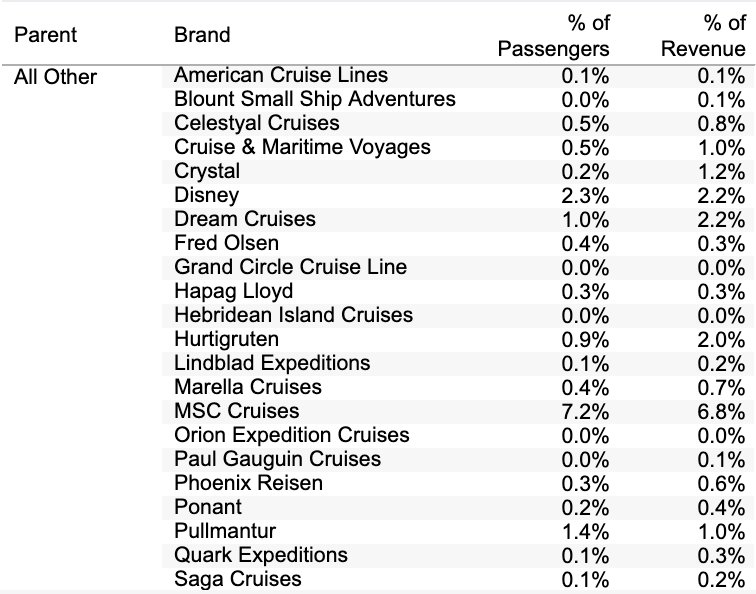 Parent Brand % of Passengers % of Revenue
All Other American Cruise Lines 0.1% 0.1%
Blount Small Ship Adventures 0.0% 0.1%
Celestyal Cruises 0.5% 0.8%
Cruise & Maritime Voyages 0.5% 1.0%
Crystal 0.2% 1.2%
Disney 2.3% 2.2%
Dream Cruises 1.0% 2.2%
Fred Olsen 0.4% 0.3%
Grand Circle Cruise Line 0.0% 0.0%
Hapag Lloyd 0.3% 0.3%
Hebridean Island Cruises 0.0% 0.0%
Hurtigruten 0.9% 2.0%
Lindblad Expeditions 0.1% 0.2%
Marella Cruises 0.4% 0.7%
MSC Cruises 7.2% 6.8%
Orion Expedition Cruises 0.0% 0.0%
Paul Gauguin Cruises 0.0% 0.1%
Phoenix Reisen 0.3% 0.6%
Ponant 0.2% 0.4%
Pullmantur 1.4% 1.0%
Quark Expeditions 0.1% 0.3%
Saga Cruises 0.1% 0.2%